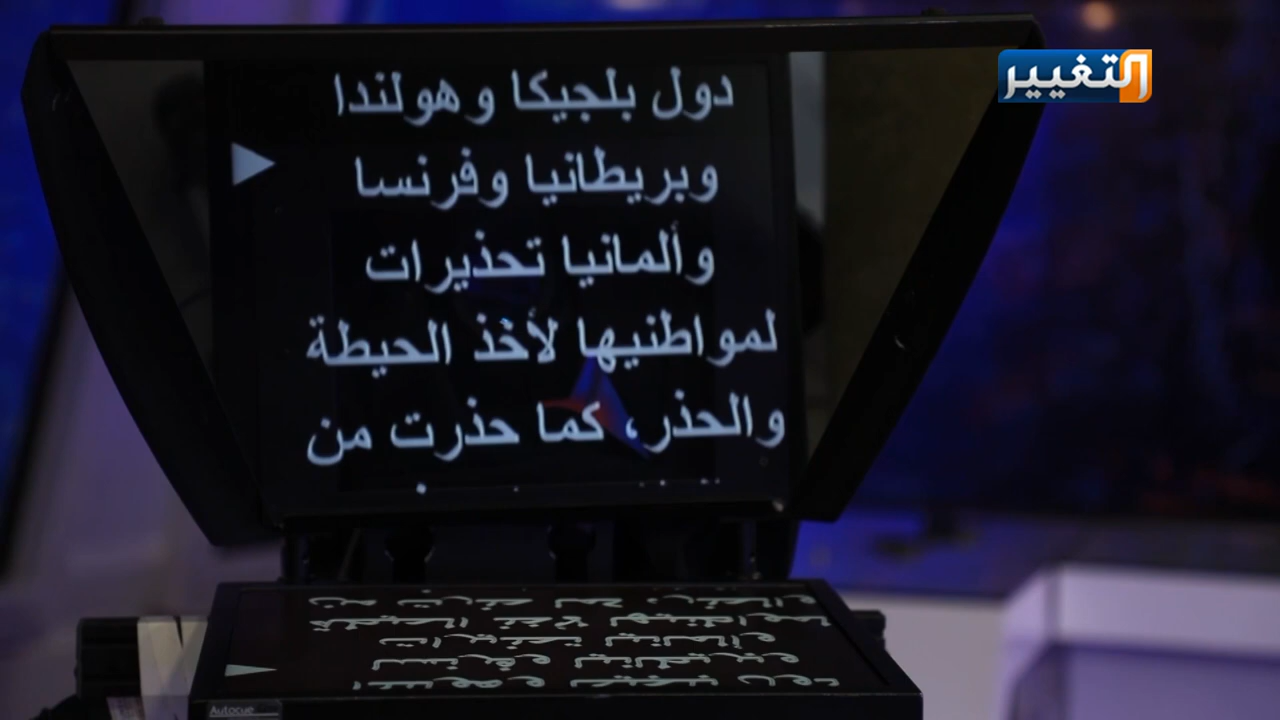 التغيير
دول بلجيكا وهولندا
وبريطانيا وفرنسا
وألمانيا تحذيرات
لمواطنيها لأخذ الحيطة
والحذر، كما حذرت من
Autocue